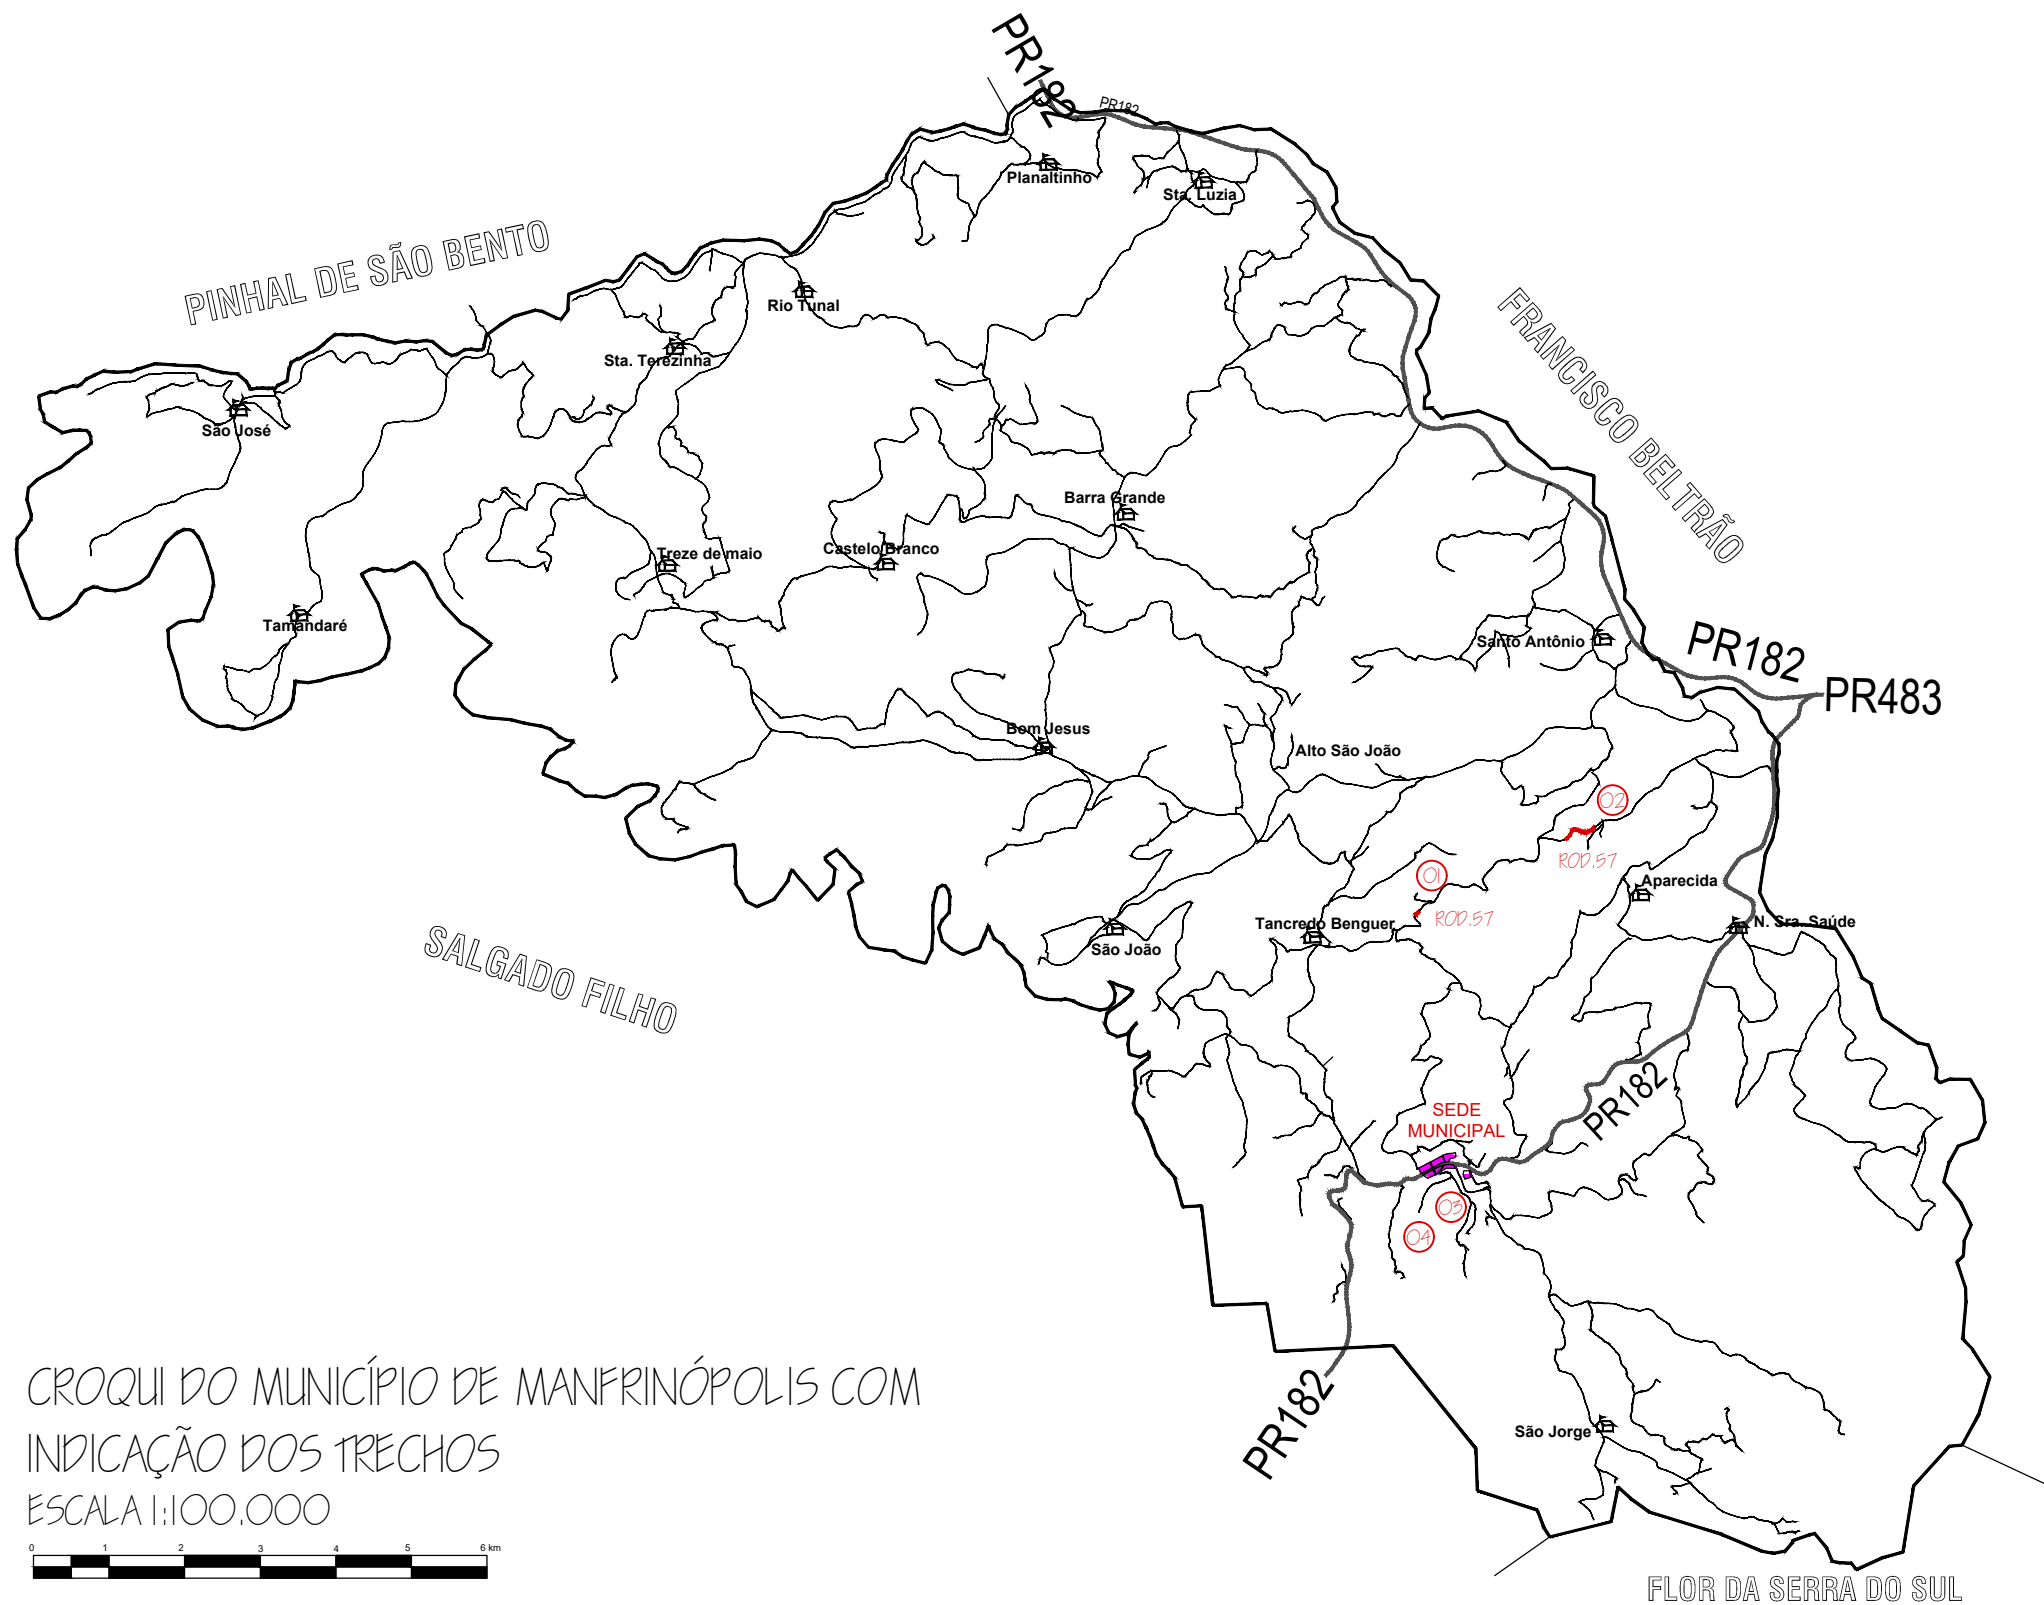 PR182
PR182
Planaltinho
Sta. Luzia
PINHAL DE SÃO BENTO
Rio Tunal
FRANCISCO BELTRÃO
Sta. Terezinha
São José
Barra Grande
Castelo Branco
Treze de maio
Tamandaré
Santo Antônio
PR182
PR483
Bom Jesus
Alto São João
02
ROD.57
01
ROD.57
Aparecida
Tancredo Benguer
N. Sra. Saúde
São João
SALGADO FILHO
PR182
SEDE
MUNICIPAL
03
04
PR182
São Jorge
CROQUI DO MUNICÍPIO DE MANFRINÓPOLIS COM
INDICAÇÃO DOS TRECHOS
ESCALA 1:100.000
0 1 2 3 4 5 6 km
FLOR DA SERRA DO SUL